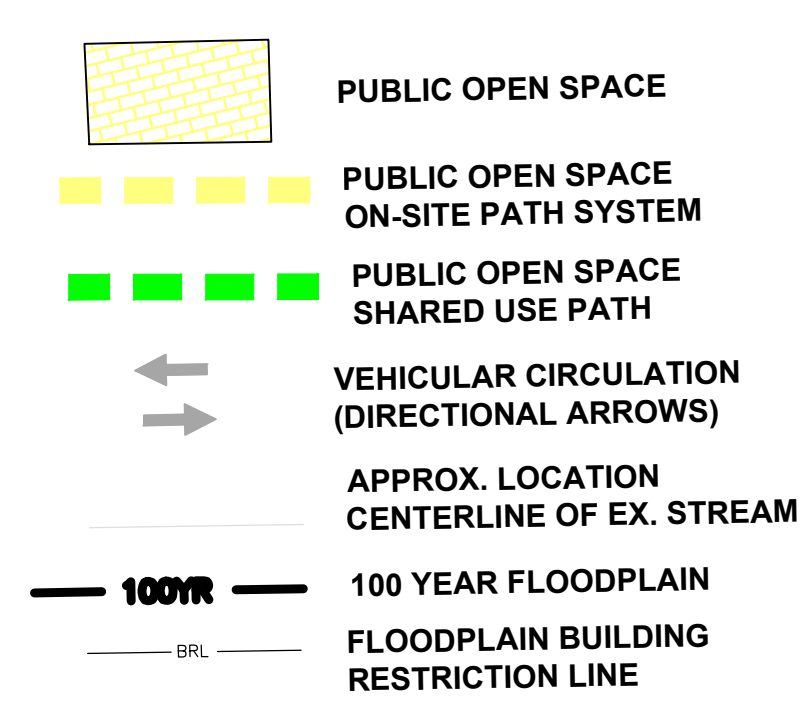 PUBLIC OPEN SPACE
PUBLIC OPEN SPACE
ON-SITE PATH SYSTEM
PUBLIC OPEN SPACE
SHARED USE PATH
VEHICULAR CIRCULATION
(DIRECTIONAL ARROWS)
APPROX. LOCATION
CENTERLINE OF EX. STREAM
100YR 100 YEAR FLOODPLAIN
BRL FLOODPLAIN BUILDING
RESTRICTION LINE